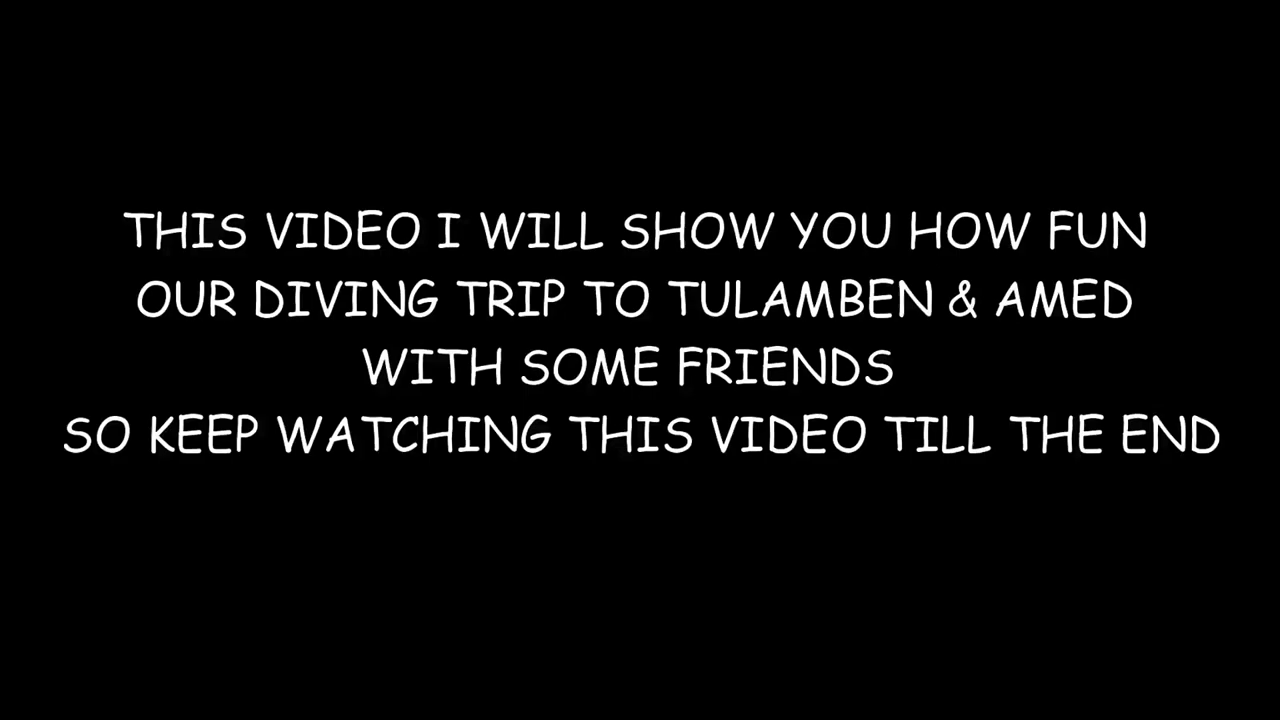 THIS VIDEO I WILL SHOW YOU HOW FUN
OUR DIVING TRIP TO TULAMBEN & AMED
WITH SOME FRIENDS
SO KEEP WATCHING THIS VIDEO TILL THE END